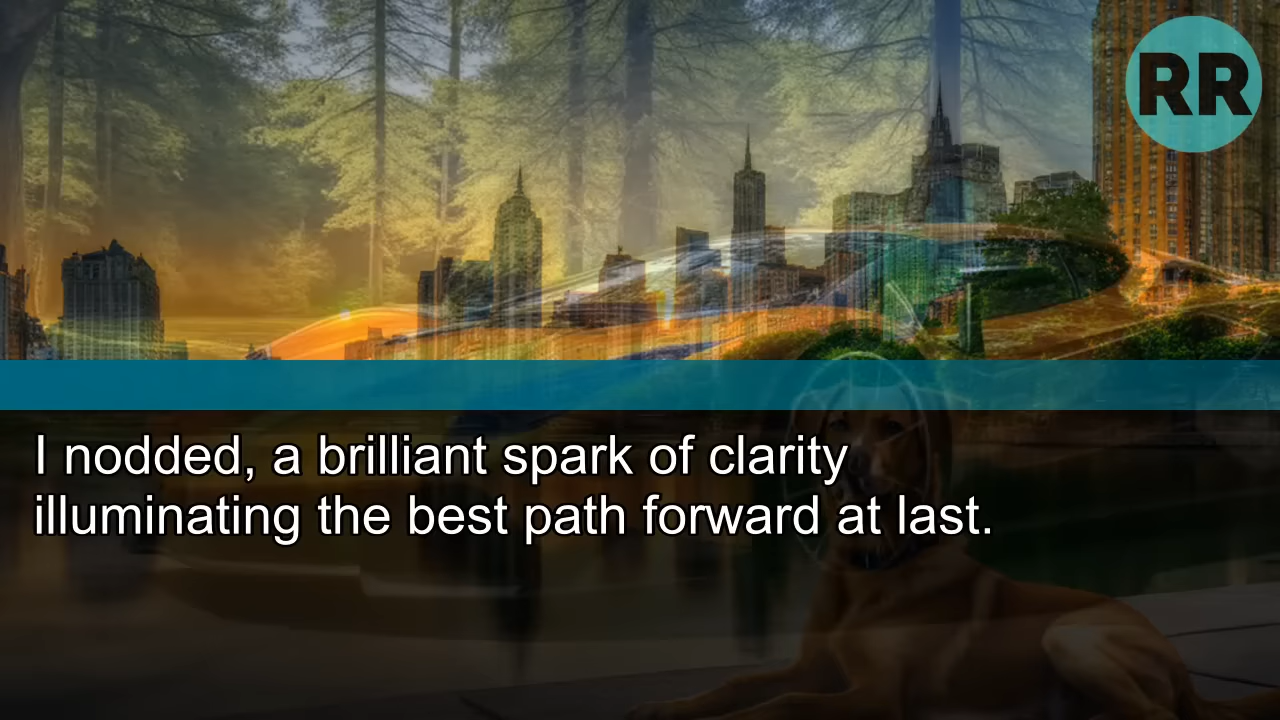 RR
I nodded, a brilliant spark of clarity
illuminating the best path forward at last.